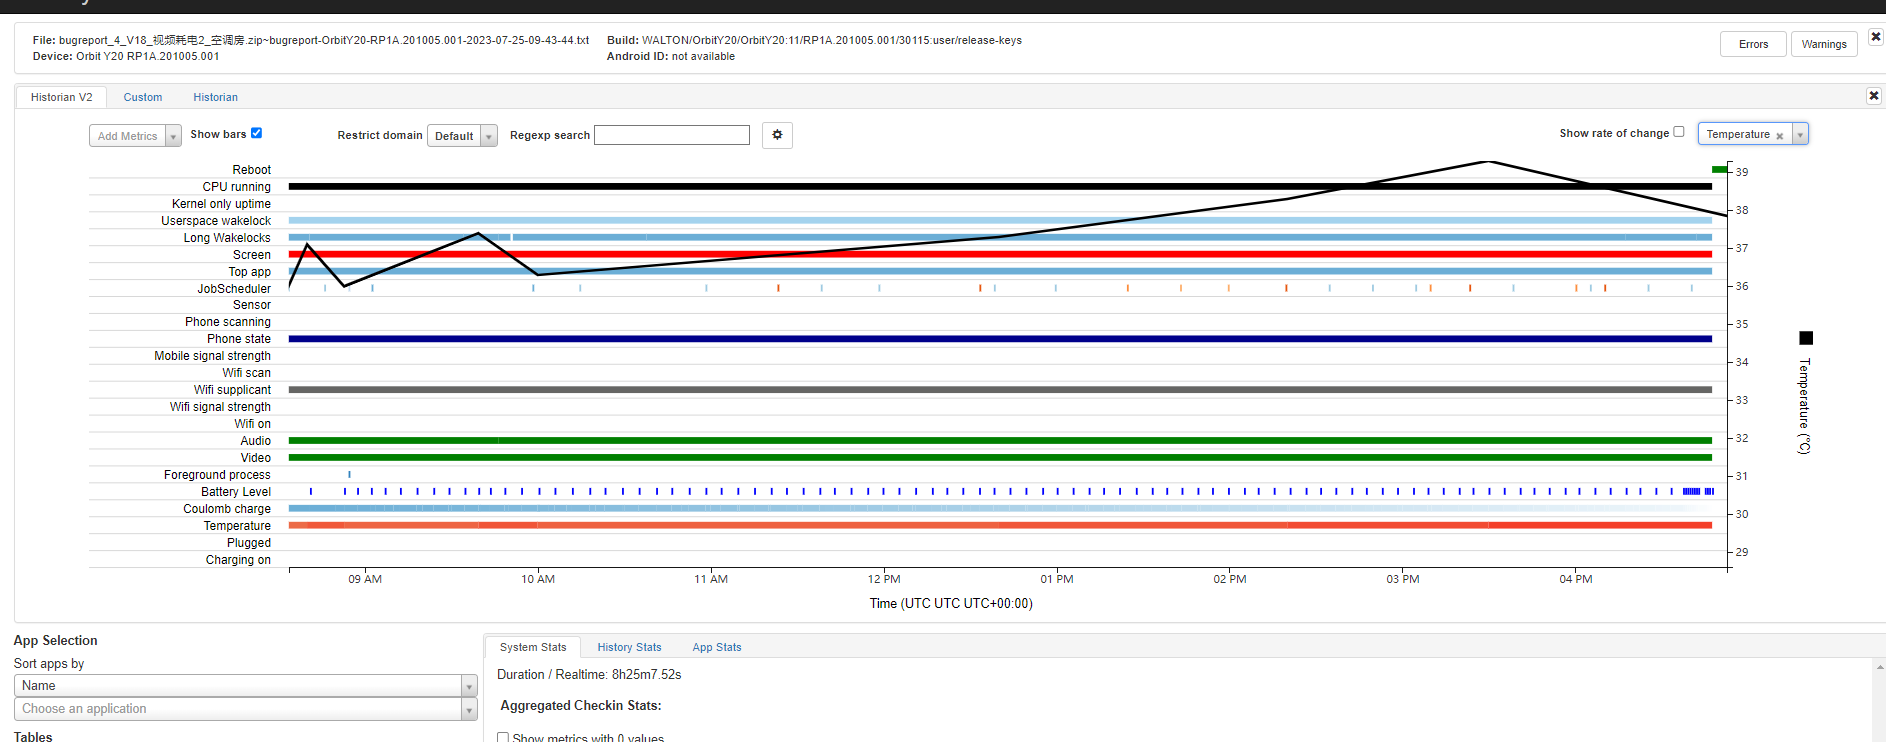 File: bugreport_4_V18_视频耗电2_空调房.zip~bugreport-OrbitY20-RP1A.201005.001-2023-07-25-09-43-44.txt Build: WALTON/OrbitY20/OrbitY20:11/RP1A.201005.001/30115:user/release-keys
Device: Orbit Y20 RP1A.201005.001 Android ID: not available
Errors Warnings
Historian V2 Custom Historian
Add Metrics Show bars Restrict domain Default Regexp search Show rate of change Temperature
Reboot
CPU running
Kernel only uptime
Userspace wakelock
Long Wakelocks
Screen
Top app
JobScheduler
Sensor
Phone scanning
Phone state
Mobile signal strength
Wifi scan
Wifi supplicant
Wifi signal strength
Wifi on
Audio
Video
Foreground process
Battery Level
Coulomb charge
Temperature
Plugged
Charging on
39
38
37
36
35
34
33
32
31
30
29
Temperature (°C)
09 AM 10 AM 11 AM 12 PM 01 PM 02 PM 03 PM 04 PM
Time (UTC UTC UTC+00:00)
App Selection
Sort apps by
Name
Choose an application
Tables
System Stats History Stats App Stats
Duration / Realtime: 8h25m7.52s
Aggregated Checkin Stats:
Show metrics with 0 values